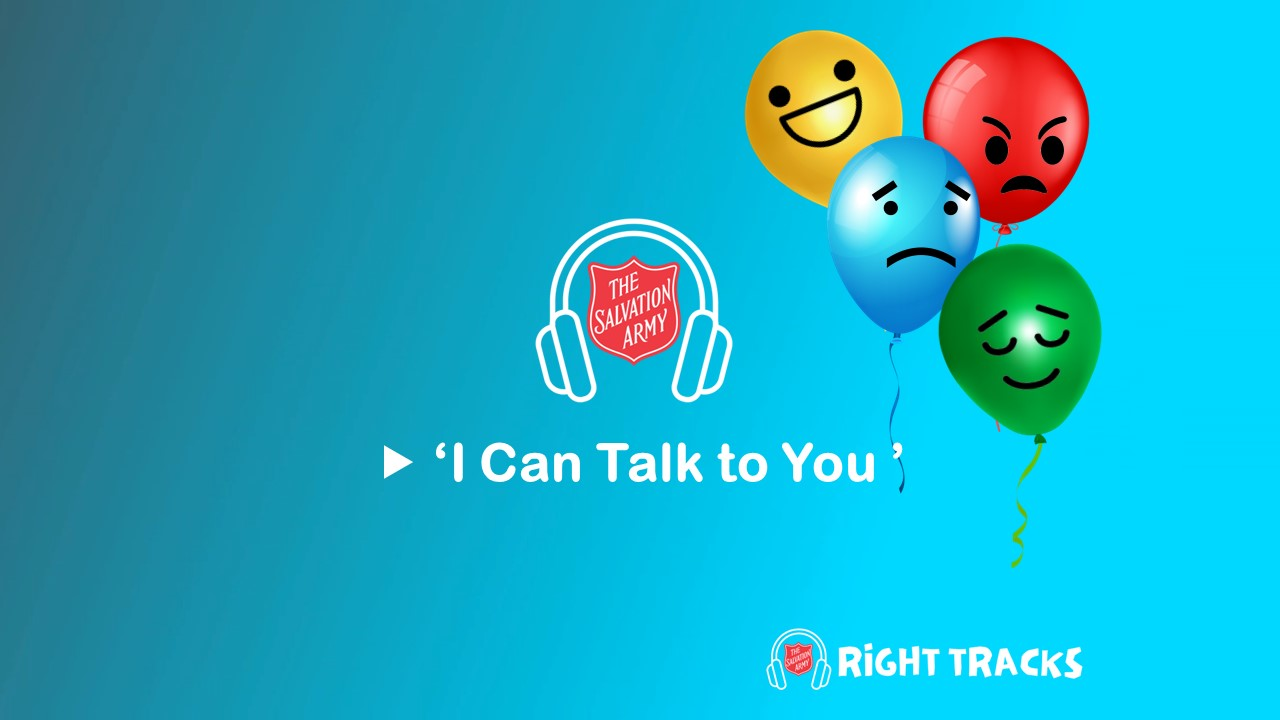 THE
SALVATION
ARMY
‘I Can Talk to You ’
THE
SALVATION
ARMY
RiGHT TRACKS